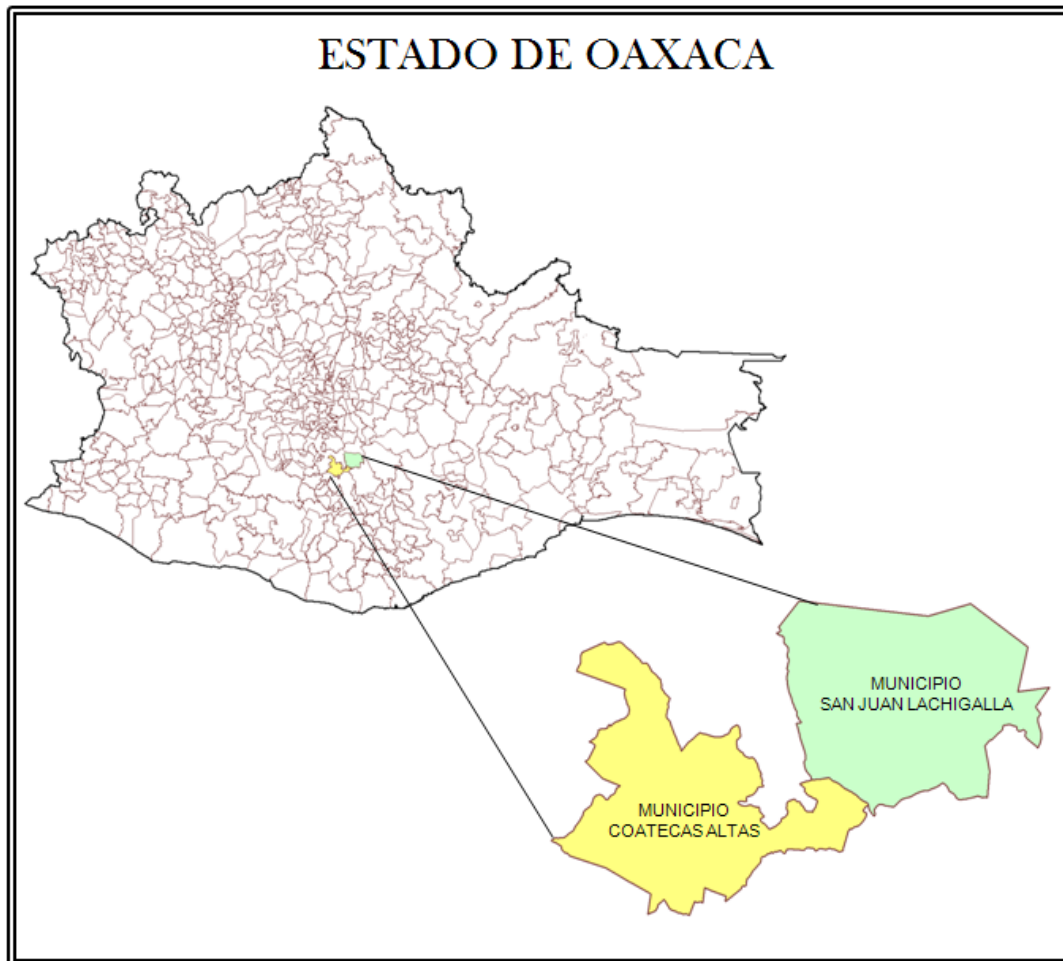 ESTADO DE OAXACA
MUNICIPIO
SAN JUAN LACHIGALLA
MUNICIPIO
COATECAS ALTAS